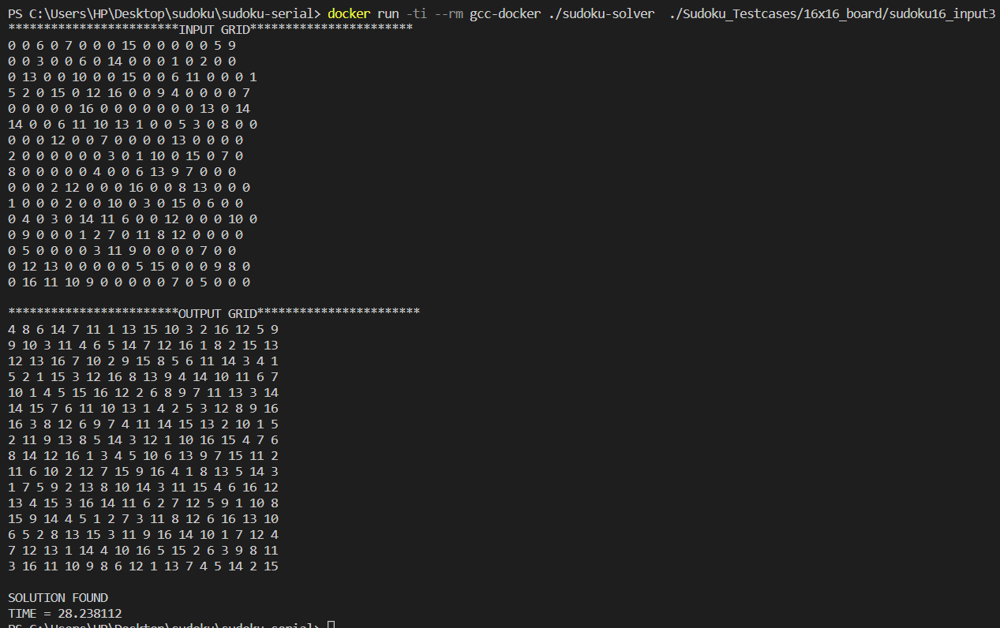 PS C:\Users\HP\Desktop\sudoku\sudoku-serial> docker run -ti --rm gcc-docker ./sudoku-solver  ./Sudoku_Testcases/16x16_board/sudoku16_input3
************************INPUT GRID***********************
0 0 6 0 7 0 0 0 15 0 0 0 0 0 5 9
0 0 3 0 0 6 0 14 0 0 0 1 0 2 0 0
0 13 0 0 10 0 0 15 0 0 6 11 0 0 0 1
5 2 0 15 0 12 16 0 0 9 4 0 0 0 0 7
0 0 0 0 0 16 0 0 0 0 0 0 0 13 0 14
14 0 0 6 11 10 13 1 0 0 5 3 0 8 0 0
0 0 0 12 0 0 7 0 0 0 0 13 0 0 0 0
2 0 0 0 0 0 0 3 0 1 10 0 15 0 7 0
8 0 0 0 0 0 4 0 0 6 13 9 7 0 0 0
0 0 0 2 12 0 0 0 16 0 0 8 13 0 0 0
1 0 0 0 2 0 0 10 0 3 0 15 0 6 0 0
0 4 0 3 0 14 11 6 0 0 12 0 0 0 10 0
0 9 0 0 0 1 2 7 0 11 8 12 0 0 0 0
0 5 0 0 0 0 3 11 9 0 0 0 0 7 0 0
0 12 13 0 0 0 0 0 5 15 0 0 0 9 8 0
0 16 11 10 9 0 0 0 0 0 7 0 5 0 0 0
************************OUTPUT GRID***********************
4 8 6 14 7 11 1 13 15 10 3 2 16 12 5 9
9 10 3 11 4 6 5 14 7 12 16 1 8 2 15 13
12 13 16 7 10 2 9 15 8 5 6 11 14 3 4 1
5 2 1 15 3 12 16 8 13 9 4 14 10 11 6 7
10 1 4 5 15 16 12 2 6 8 9 7 11 13 3 14
14 15 7 6 11 10 13 1 4 2 5 3 12 8 9 16
16 3 8 12 6 9 7 4 11 14 15 13 2 10 1 5
2 11 9 13 8 5 14 3 12 1 10 16 15 4 7 6
8 14 12 16 1 3 4 5 10 6 13 9 7 15 11 2
11 6 10 2 12 7 15 9 16 4 1 8 13 5 14 3
1 7 5 9 2 13 8 10 14 3 11 15 4 6 16 12
13 4 15 3 16 14 11 6 2 7 12 5 9 1 10 8
15 9 14 4 5 1 2 7 3 11 8 12 6 16 13 10
6 5 2 8 13 15 3 11 9 16 14 10 1 7 12 4
7 12 13 1 14 4 10 16 5 15 2 6 3 9 8 11
3 16 11 10 9 8 6 12 1 13 7 4 5 14 2 15
SOLUTION FOUND
TIME = 28.238112
PS C:\Users\HP\Desktop\sudoku\sudoku-serial>